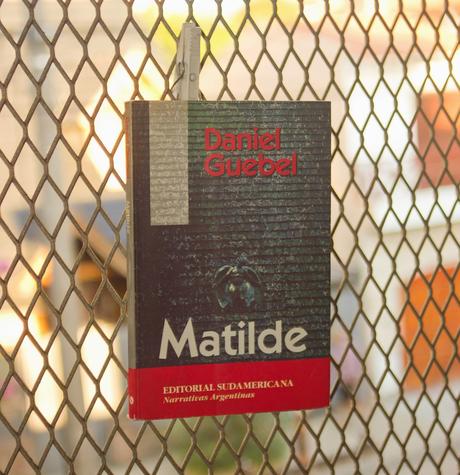 Daniel
Guebel
Matilde
EDITORIAL SUDAMERICANA
Narrativas Argentinas